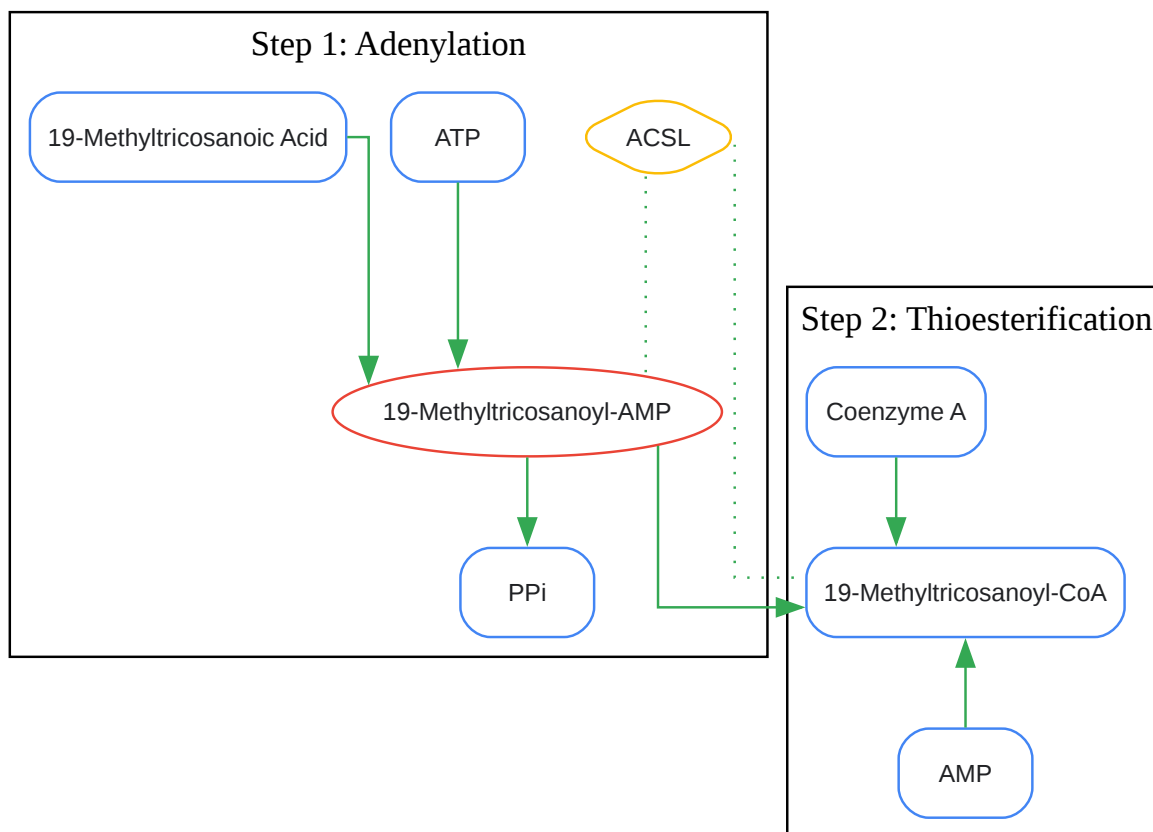 Step 1: Adenylation
19-Methyltricosanoic Acid
ATP
ACSL
19-Methyltricosanoyl-AMP
PPi
Step 2: Thioesterification
Coenzyme A
19-Methyltricosanoyl-CoA
AMP